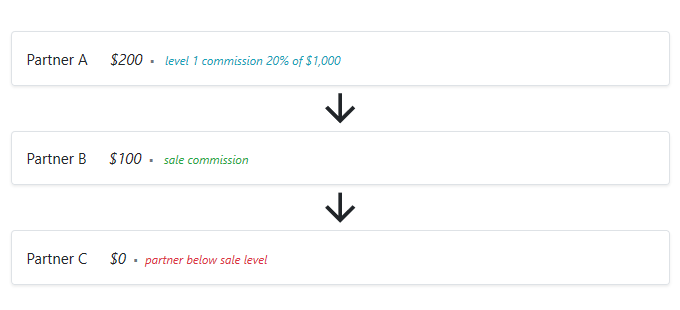 Partner A $200 • level 1 commission 20% of $1,000
Partner B $100 • sale commission
Partner C $0 • partner below sale level